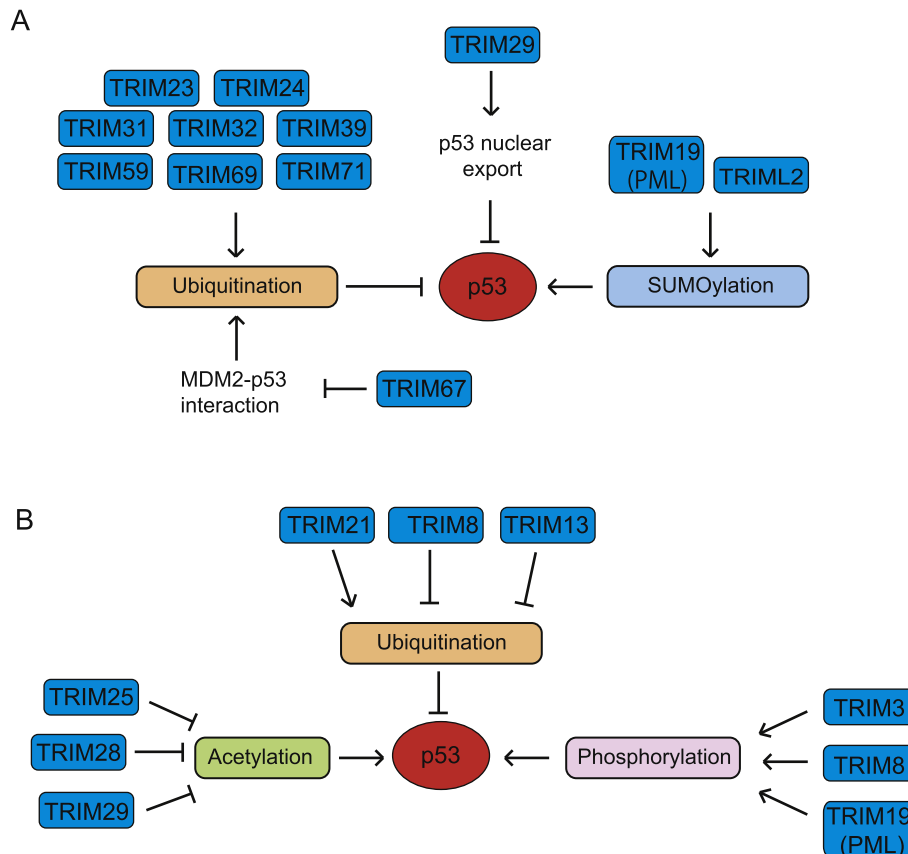 A
TRIM29
TRIM23 TRIM24
TRIM31 TRIM32 TRIM39
TRIM59 TRIM69 TRIM71
p53 nuclear
export
TRIM19
(PML)
TRIML2
Ubiquitination
p53
SUMOylation
MDM2-p53
interaction
TRIM67
B
TRIM21 TRIM8 TRIM13
Ubiquitination
TRIM25
TRIM28
TRIM29
Acetylation
p53
Phosphorylation
TRIM3
TRIM8
TRIM19
(PML)